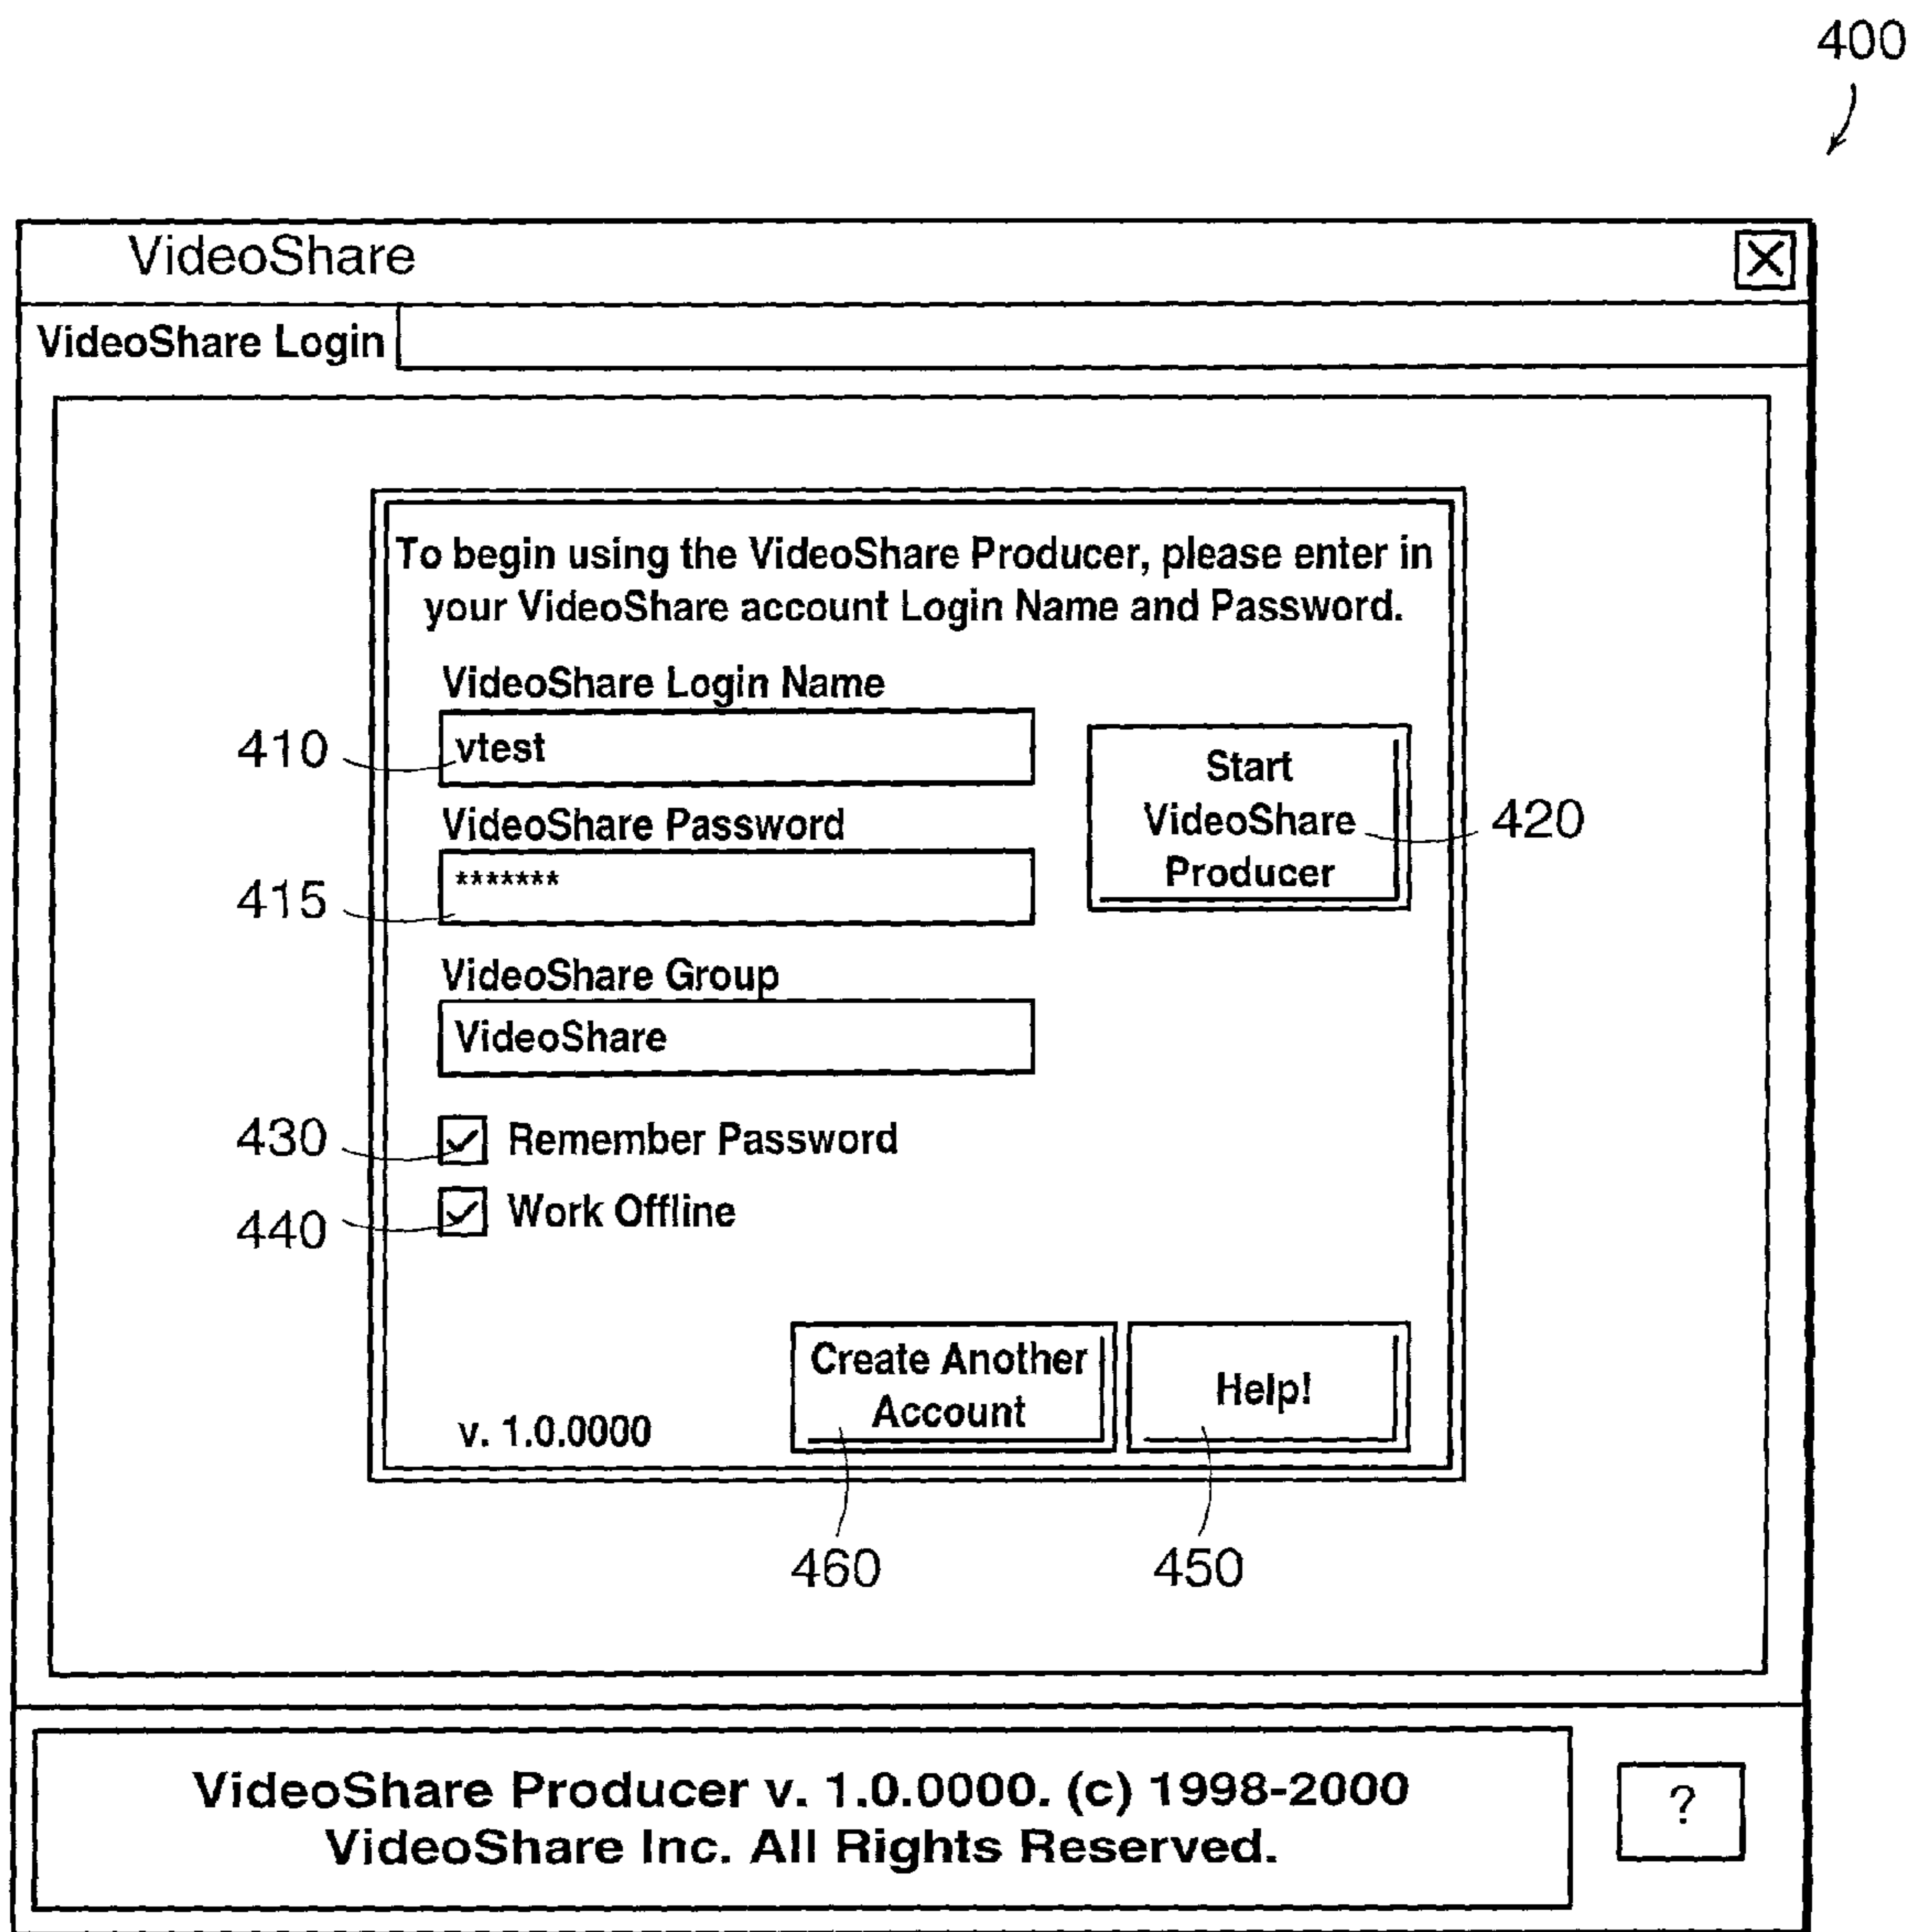 400
VideoShare
VideoShare Login
To begin using the VideoShare Producer, please enter in
your VideoShare account Login Name and Password.
VideoShare Login Name
410
vtest
Start
VideoShare
Producer
420
VideoShare Password
415
*******
VideoShare Group
VideoShare
430
Remember Password
440
Work Offline
Create Another
Account
Help!
v. 1.0.0000
460
450
VideoShare Producer v. 1.0.0000. (c) 1998-2000
VideoShare Inc. All Rights Reserved.
?